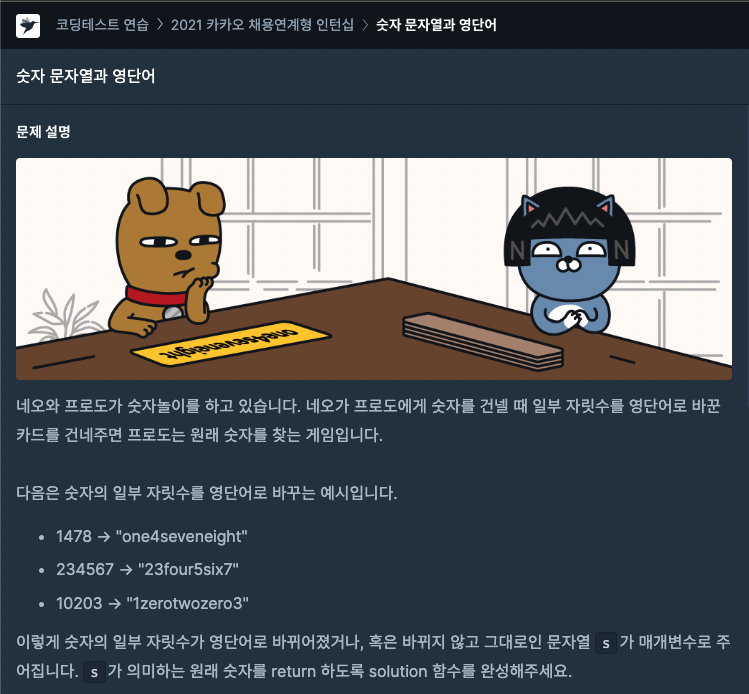 코딩테스트 연습 > 2021 카카오 채용연계형 인턴십 > 숫자 문자열과 영단어
숫자 문자열과 영단어
문제 설명
N N
one4seveneight
네오와 프로도가 숫자놀이를 하고 있습니다. 네오가 프로도에게 숫자를 건넬 때 일부 자릿수를 영단어로 바꾼
카드를 건네주면 프로도는 원래 숫자를 찾는 게임입니다.
다음은 숫자의 일부 자릿수를 영단어로 바꾸는 예시입니다.
• 1478 → "one4seveneight"
• 234567 → "23four5six7"
• 10203 → "1zerotwozero3"
이렇게 숫자의 일부 자릿수가 영단어로 바뀌어졌거나, 혹은 바뀌지 않고 그대로인 문자열 s 가 매개변수로 주
어집니다. s 가 의미하는 원래 숫자를 return 하도록 solution 함수를 완성해주세요.